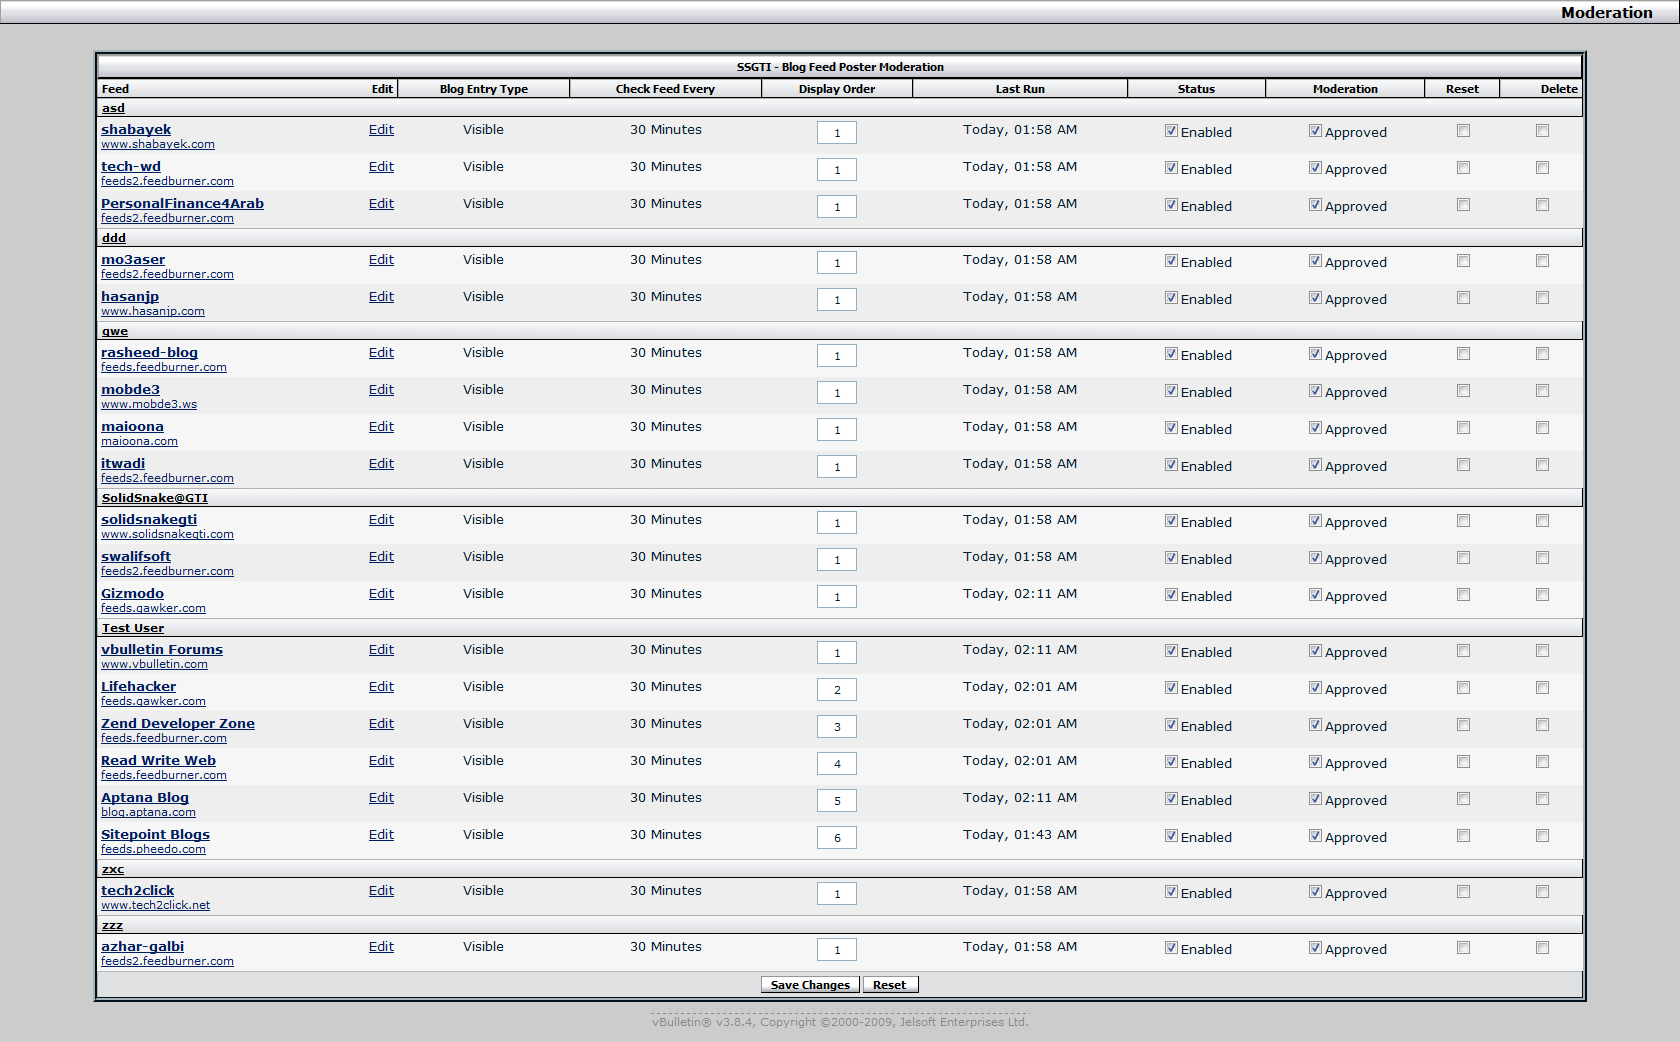 Moderation
SSGTI - Blog Feed Poster Moderation
Feed Edit Blog Entry Type Check Feed Every Display Order Last Run Status Moderation Reset Delete
asd
shabayek Edit Visible 30 Minutes 1 Today, 01:58 AM Enabled Approved
www.shabayek.com
tech-wd Edit Visible 30 Minutes 1 Today, 01:58 AM Enabled Approved
feeds2.feedburner.com
PersonalFinance4Arab Edit Visible 30 Minutes 1 Today, 01:58 AM Enabled Approved
feeds2.feedburner.com
ddd
mo3aser Edit Visible 30 Minutes 1 Today, 01:58 AM Enabled Approved
feeds2.feedburner.com
hasanjp Edit Visible 30 Minutes 1 Today, 01:58 AM Enabled Approved
www.hasanjp.com
qwe
rasheed-blog Edit Visible 30 Minutes 1 Today, 01:58 AM Enabled Approved
feeds.feedburner.com
mobde3 Edit Visible 30 Minutes 1 Today, 01:58 AM Enabled Approved
www.mobde3.ws
maioona Edit Visible 30 Minutes 1 Today, 01:58 AM Enabled Approved
maioona.com
itwadi Edit Visible 30 Minutes 1 Today, 01:58 AM Enabled Approved
feeds2.feedburner.com
SolidSnake@GTI
solidsnakegti Edit Visible 30 Minutes 1 Today, 01:58 AM Enabled Approved
www.solidsnakegti.com
swalifsoft Edit Visible 30 Minutes 1 Today, 01:58 AM Enabled Approved
feeds2.feedburner.com
Gizmodo Edit Visible 30 Minutes 1 Today, 02:11 AM Enabled Approved
feeds.gawker.com
Test User
vbulletin Forums Edit Visible 30 Minutes 1 Today, 02:11 AM Enabled Approved
www.vbulletin.com
Lifehacker Edit Visible 30 Minutes 2 Today, 02:01 AM Enabled Approved
feeds.gawker.com
Zend Developer Zone Edit Visible 30 Minutes 3 Today, 02:01 AM Enabled Approved
feeds.feedburner.com
Read Write Web Edit Visible 30 Minutes 4 Today, 02:01 AM Enabled Approved
feeds.feedburner.com
Aptana Blog Edit Visible 30 Minutes 5 Today, 02:11 AM Enabled Approved
blog.aptana.com
Sitepoint Blogs Edit Visible 30 Minutes 6 Today, 01:43 AM Enabled Approved
feeds.pheedo.com
zxc
tech2click Edit Visible 30 Minutes 1 Today, 01:58 AM Enabled Approved
www.tech2click.net
zzz
azhar-galbi Edit Visible 30 Minutes 1 Today, 01:58 AM Enabled Approved
feeds2.feedburner.com
Save Changes Reset
vBulletin® v3.8.4, Copyright ©2000-2009, Jelsoft Enterprises Ltd.